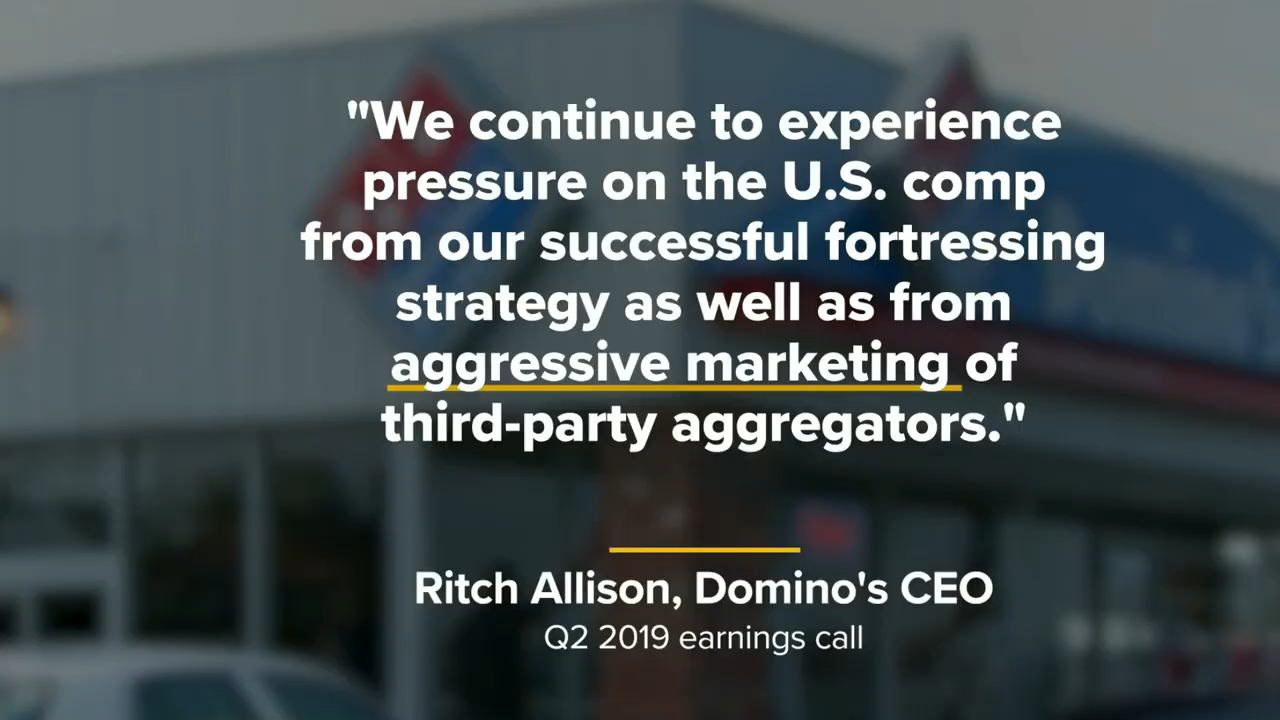 "We continue to experience
pressure on the U.S. comp
from our successful fortressing
strategy as well as from
aggressive marketing of
third-party aggregators."
Ritch Allison, Domino's CEO
Q2 2019 earnings call